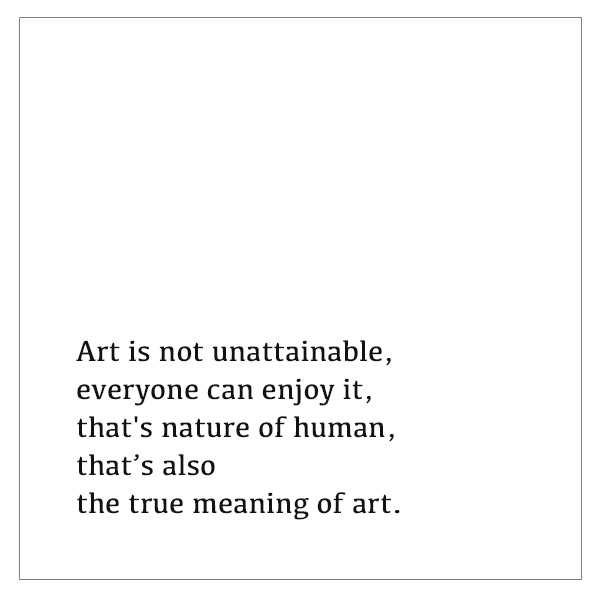 Art is not unattainable,
everyone can enjoy it,
that's nature of human,
that’s also
the true meaning of art.